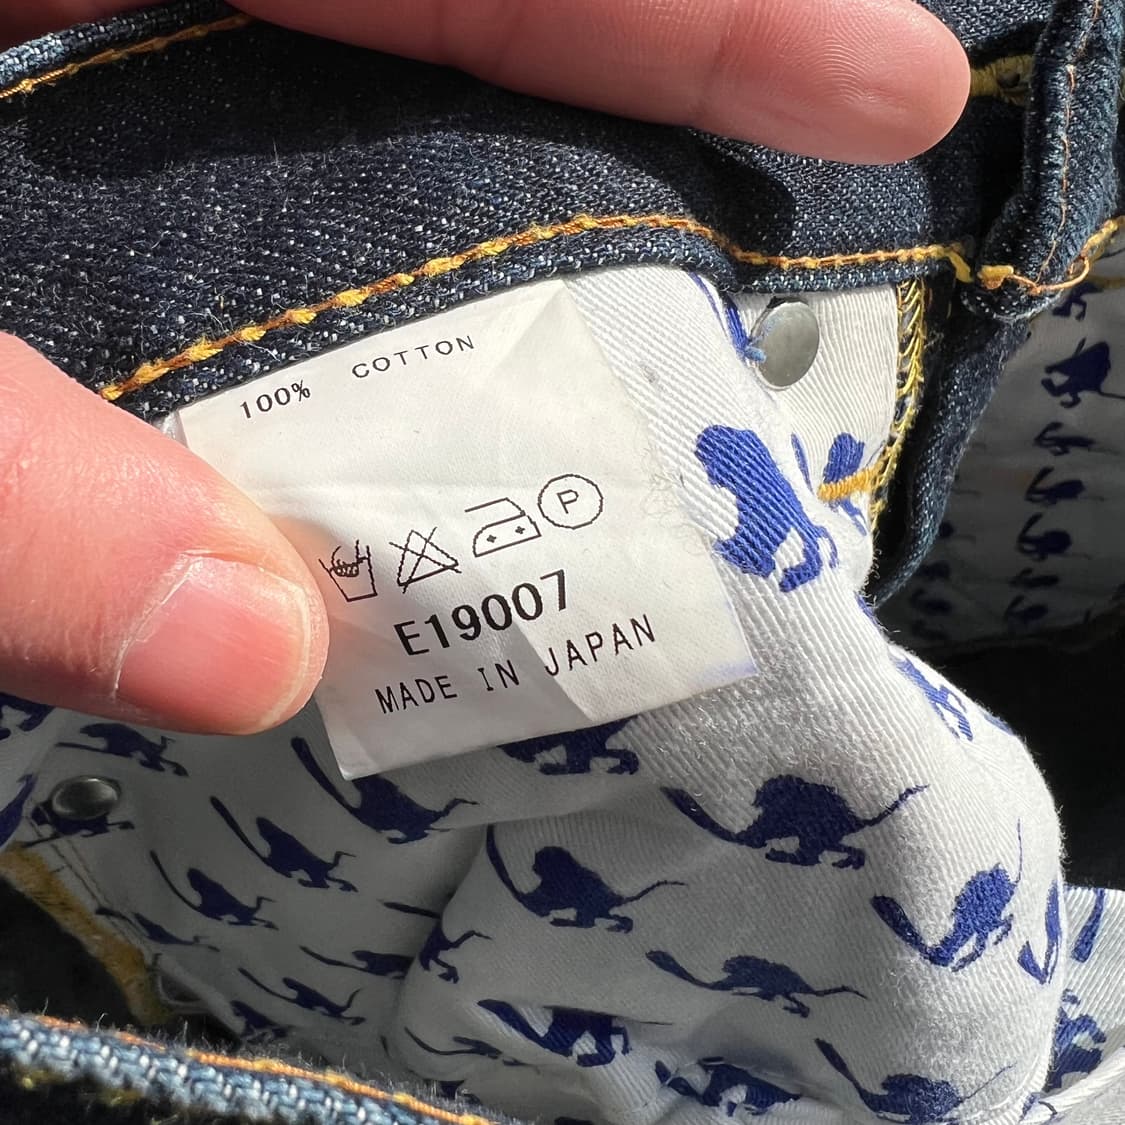 100% COTTON
P
E19007
MADE IN JAPAN